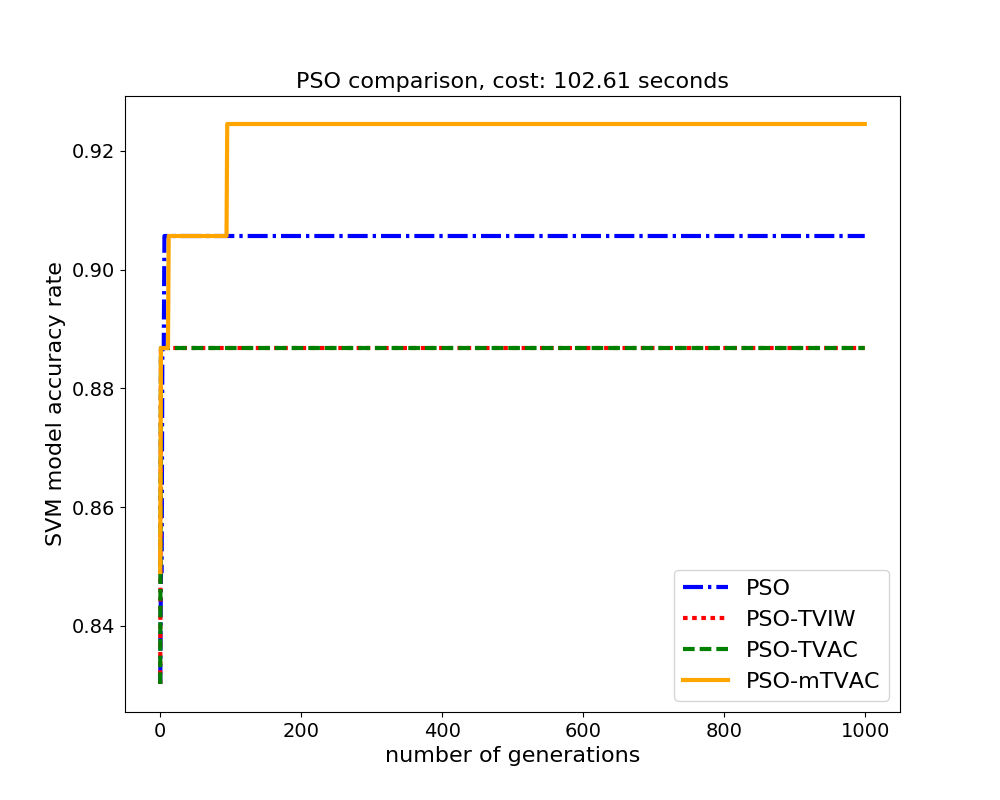 PSO comparison, cost: 102.61 seconds
SVM model accuracy rate
0.92
0.90
0.88
0.86
0.84
0 200 400 600 800 1000
number of generations
PSO
PSO-TVIW
PSO-TVAC
PSO-mTVAC